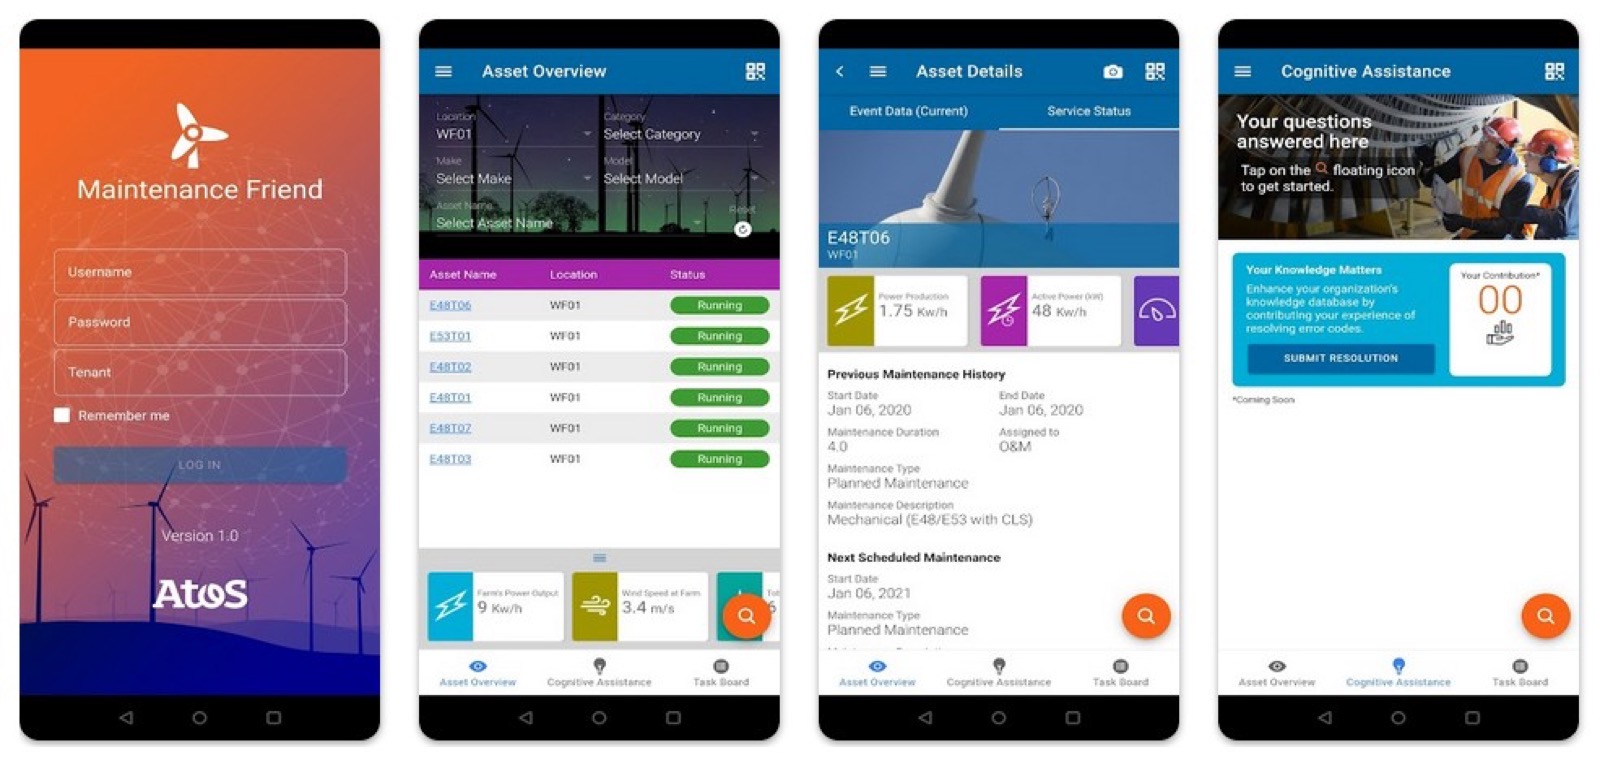 Maintenance Friend
Username
Password
Tenant
Remember me
LOG IN
Version 1.0
Atos
Asset Overview
Location
Category
WF01
Select Category
Make
Model
Select Make
Select Model
Asset Name
Reset
Select Asset Name
Asset Name Location Status
E48T06 WF01 Running
E53T01 WF01 Running
E48T02 WF01 Running
E48T01 WF01 Running
E48T07 WF01 Running
E48T03 WF01 Running
Farm's Power Output
9 Kw/h
Wind Speed at Farm
3.4 m/s
Asset Overview Cognitive Assistance Task Board
Asset Details
Event Data (Current) Service Status
E48T06
WF01
Power Production
1.75 Kw/h
Active Power (kW)
48 Kw/h
Previous Maintenance History
Start Date End Date
Jan 06, 2020 Jan 06, 2020
Maintenance Duration Assigned to
4.0 O&M
Maintenance Type
Planned Maintenance
Maintenance Description
Mechanical (E48/E53 with CLS)
Next Scheduled Maintenance
Start Date
Jan 06, 2021
Maintenance Type
Planned Maintenance
Asset Overview Cognitive Assistance Task Board
Cognitive Assistance
Your questions
answered here
Tap on the floating icon
to get started.
Your Knowledge Matters
Enhance your organization's
knowledge database by
contributing your experience of
resolving error codes.
SUBMIT RESOLUTION
Your Contribution*
00
*Coming Soon
Asset Overview Cognitive Assistance Task Board